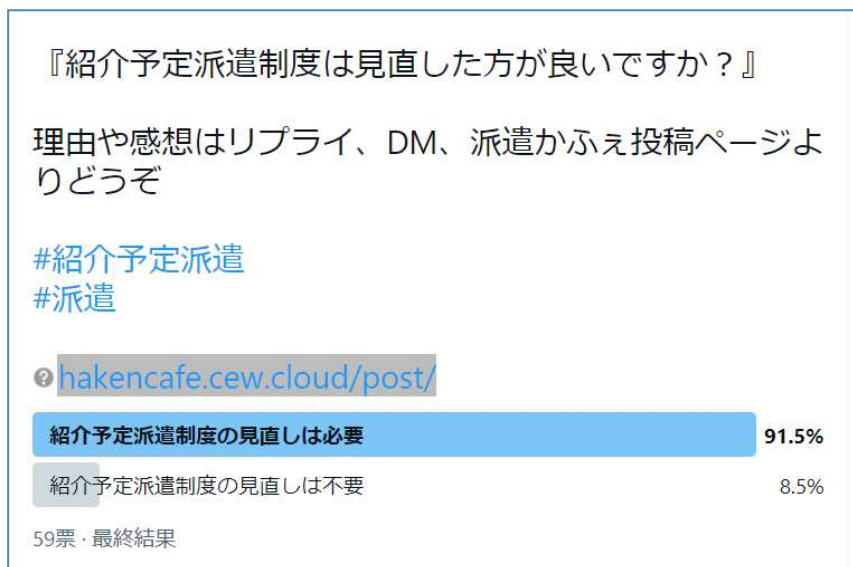 『紹介予定派遣制度は見直した方が良いですか？』
理由や感想はリプライ、DM、派遣かふぇ投稿ページよ
りどうぞ
#紹介予定派遣
#派遣
hakencafe.cew.cloud/post/
紹介予定派遣制度の見直しは必要 91.5%
紹介予定派遣制度の見直しは不要 8.5%
59票 · 最終結果